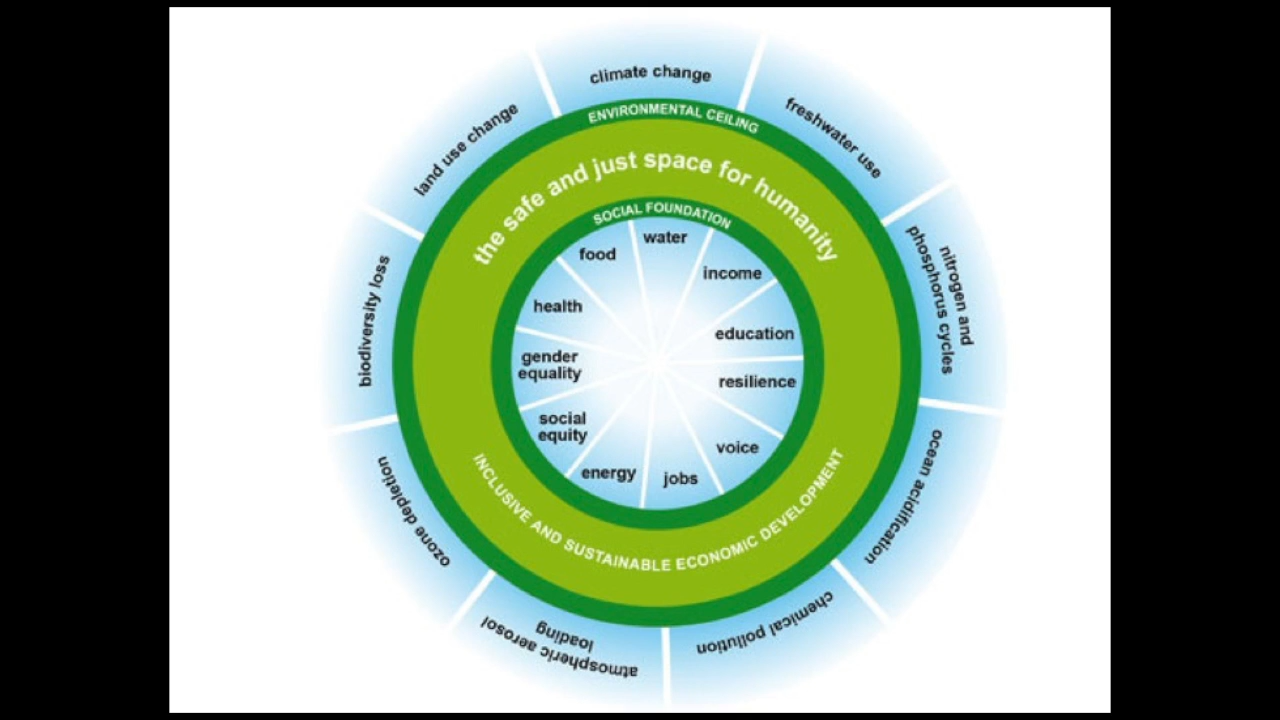 climate change
freshwater use
nitrogen and
phosphorus cycles
ocean acidification
chemical pollution
atmospheric aerosol
loading
ozone depletion
biodiversity loss
land use change
ENVIRONMENTAL CEILING
the safe and just space for humanity
SOCIAL FOUNDATION
water
income
education
resilience
voice
jobs
energy
social
equity
gender
equality
health
food
INCLUSIVE AND SUSTAINABLE ECONOMIC DEVELOPMENT